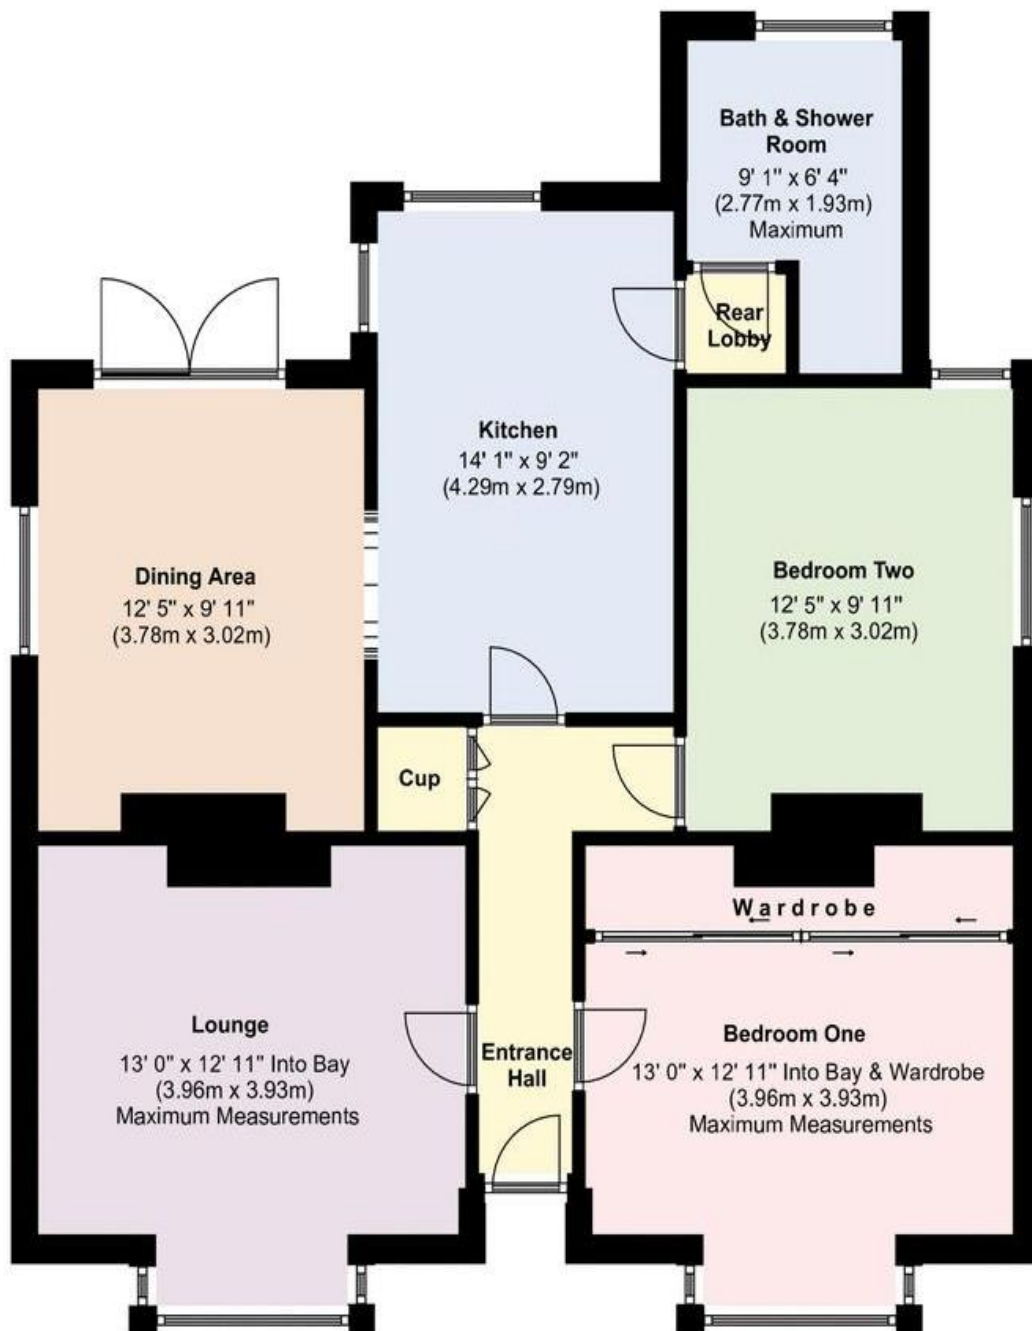 Bath & Shower
Room
9' 1" x 6' 4"
(2.77m x 1.93m)
Maximum
Rear
Lobby
Kitchen
14' 1" x 9' 2"
(4.29m x 2.79m)
Dining Area
12' 5" x 9' 11"
(3.78m x 3.02m)
Bedroom Two
12' 5" x 9' 11"
(3.78m x 3.02m)
Cup
Wardrobe
Lounge
13' 0" x 12' 11" Into Bay
(3.96m x 3.93m)
Maximum Measurements
Entrance
Hall
Bedroom One
13' 0" x 12' 11" Into Bay & Wardrobe
(3.96m x 3.93m)
Maximum Measurements